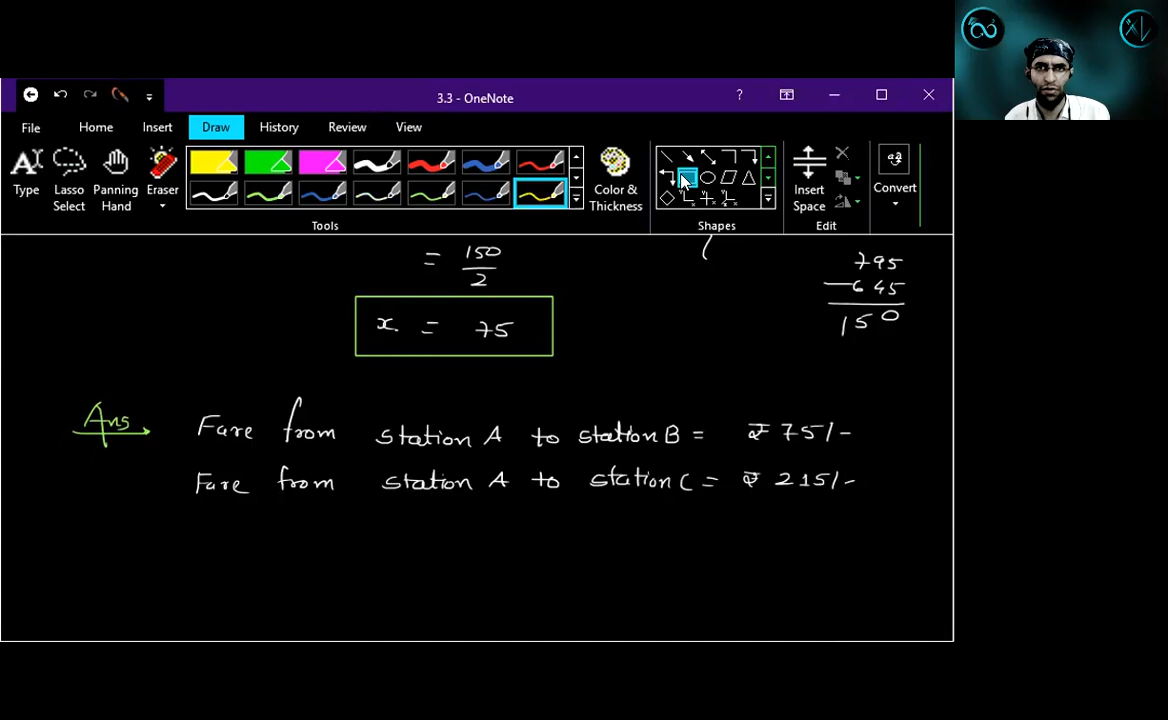 3.3 - OneNote
?
File Home Insert Draw History Review View
Type
Lasso Select
Panning Hand
Eraser
Color & Thickness
Insert Space
Convert
Tools
Shapes
Edit
= 150
2
x = 75
795
- 645
150
Ans
Fare from station A to station B = ₹ 75/-
Fare from station A to station C = ₹ 215/-